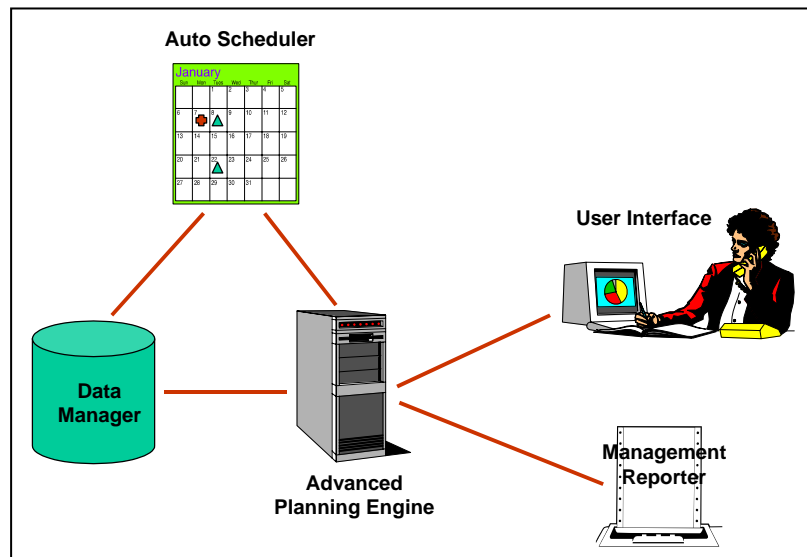 Auto Scheduler
January
Sun Mon Tues Wed Thur Fri Sat
1 2 3 4 5
6 7 8 9 10 11 12
13 14 15 16 17 18 19
20 21 22 23 24 25 26
27 28 29 30 31
User Interface
Data
Manager
Advanced
Planning Engine
Management
Reporter